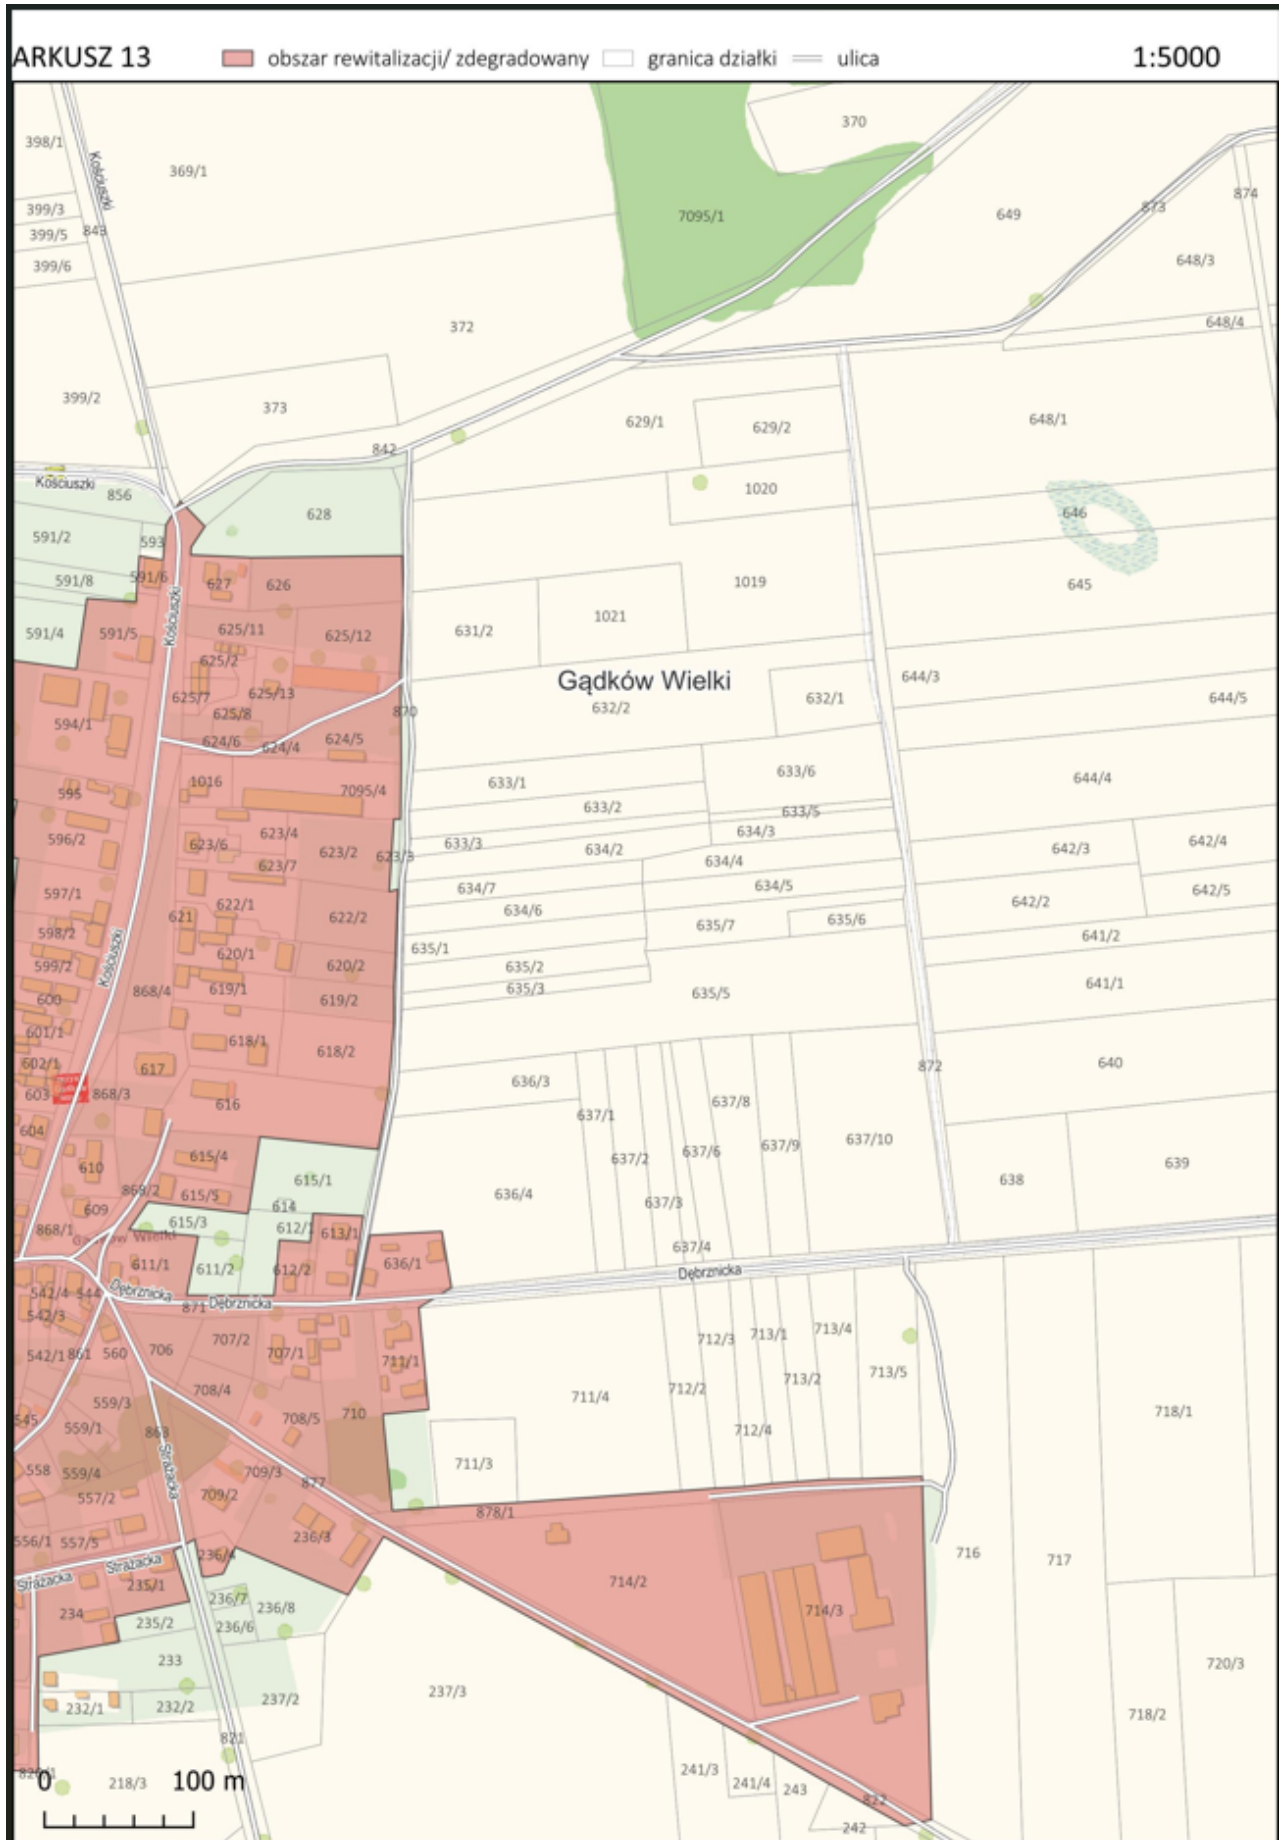 ARKUSZ 13 obszar rewitalizacji/ zdegradowany granica działki ulica 1:5000
398/1 Kościuszki 369/1 370
399/3 7095/1 649 873 874
399/5 843
399/6 648/3
372 648/4
399/2 373 629/1 629/2 648/1
842
Kościuszki 856 1020
628 646
591/2 593
591/8 591/6 627 626 1019 645
591/4 591/5 Kościuszki 625/11 625/12 631/2 1021
625/2 644/3
625/7 625/13 Gądków Wielki 632/1 644/5
625/8 870 632/2
594/1 624/6 624/4 624/5
595 1016 7095/4 633/1 633/6 644/4
633/2 633/5
596/2 623/6 623/4 623/2 623/3 633/3 634/2 634/3 642/3 642/4
623/7 634/4
597/1 634/7 634/5 642/5
621 622/1 622/2 634/6 635/7 635/6 642/2
598/2 Kościuszki 620/1 635/1 641/2
599/2 620/2 635/2
600 868/4 619/1 619/2 635/3 635/5 641/1
601/1 618/1 618/2
602/1 617 636/3 872 640
603 868/3 616 637/1 637/8
604 637/2 637/6 637/9 637/10
610 615/4 615/1 638 639
868/2 615/5 614 636/4 637/3
609 615/3 612/1 613/1
868/1 Gądków Wielki 637/4
611/1 611/2 612/2 636/1 Dębrznicka
542/4 544 Dębrznicka 871 Dębrznicka
542/3 707/2 712/3 713/1 713/4
542/1 861 560 706 707/1 711/1 713/2 713/5
559/3 708/4 711/4 712/2
545 559/1 863 708/5 710 712/4 718/1
558 559/4 Strażacka 709/3 877 711/3
557/2 709/2
556/1 557/5 236/3 878/1
Strażacka Strażacka 236/4 716 717
235/1 236/7 236/8 714/2
234 235/2 236/6 714/3
233 720/3
232/1 232/2 237/2 237/3 718/2
821
241/3 241/4 243
0 100 m 218/3 822
242